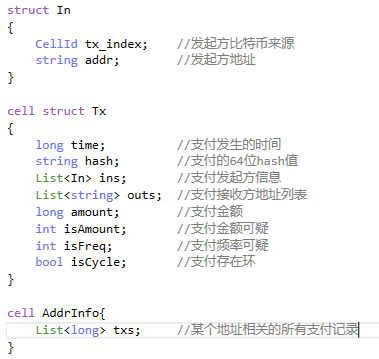 struct In
{
CellId tx_index; //发起方比特币来源
string addr; //发起方地址
}
cell struct Tx
{
long time; //支付发生的时间
string hash; //支付的64位hash值
List<In> ins; //支付发起方信息
List<string> outs; //支付接收方地址列表
long amount; //支付金额
int isAmount; //支付金额可疑
int isFreq; //支付频率可疑
bool isCycle; //支付存在环
}
cell AddrInfo{
List<long> txs; //某个地址相关的所有支付记录
}